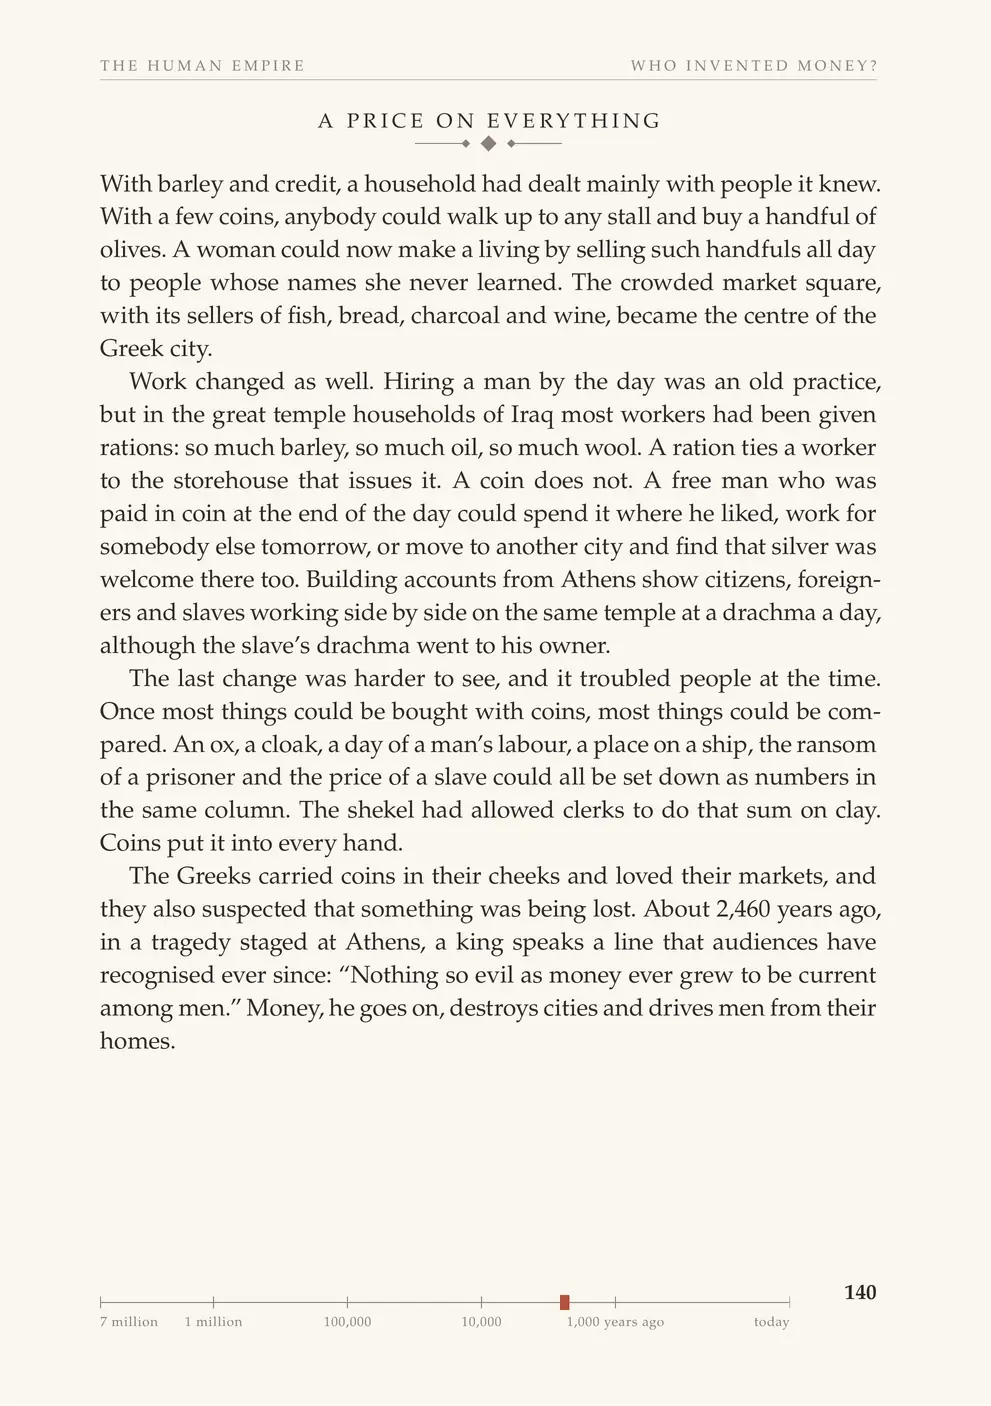 THE HUMAN EMPIRE
WHO INVENTED MONEY?
A PRICE ON EVERYTHING
With barley and credit, a household had dealt mainly with people it knew.
With a few coins, anybody could walk up to any stall and buy a handful of
olives. A woman could now make a living by selling such handfuls all day
to people whose names she never learned. The crowded market square,
with its sellers of fish, bread, charcoal and wine, became the centre of the
Greek city.
Work changed as well. Hiring a man by the day was an old practice,
but in the great temple households of Iraq most workers had been given
rations: so much barley, so much oil, so much wool. A ration ties a worker
to the storehouse that issues it. A coin does not. A free man who was
paid in coin at the end of the day could spend it where he liked, work for
somebody else tomorrow, or move to another city and find that silver was
welcome there too. Building accounts from Athens show citizens, foreign-
ers and slaves working side by side on the same temple at a drachma a day,
although the slave’s drachma went to his owner.
The last change was harder to see, and it troubled people at the time.
Once most things could be bought with coins, most things could be com-
pared. An ox, a cloak, a day of a man’s labour, a place on a ship, the ransom
of a prisoner and the price of a slave could all be set down as numbers in
the same column. The shekel had allowed clerks to do that sum on clay.
Coins put it into every hand.
The Greeks carried coins in their cheeks and loved their markets, and
they also suspected that something was being lost. About 2,460 years ago,
in a tragedy staged at Athens, a king speaks a line that audiences have
recognised ever since: “Nothing so evil as money ever grew to be current
among men.” Money, he goes on, destroys cities and drives men from their
homes.
140
7 million 1 million 100,000 10,000 1,000 years ago today